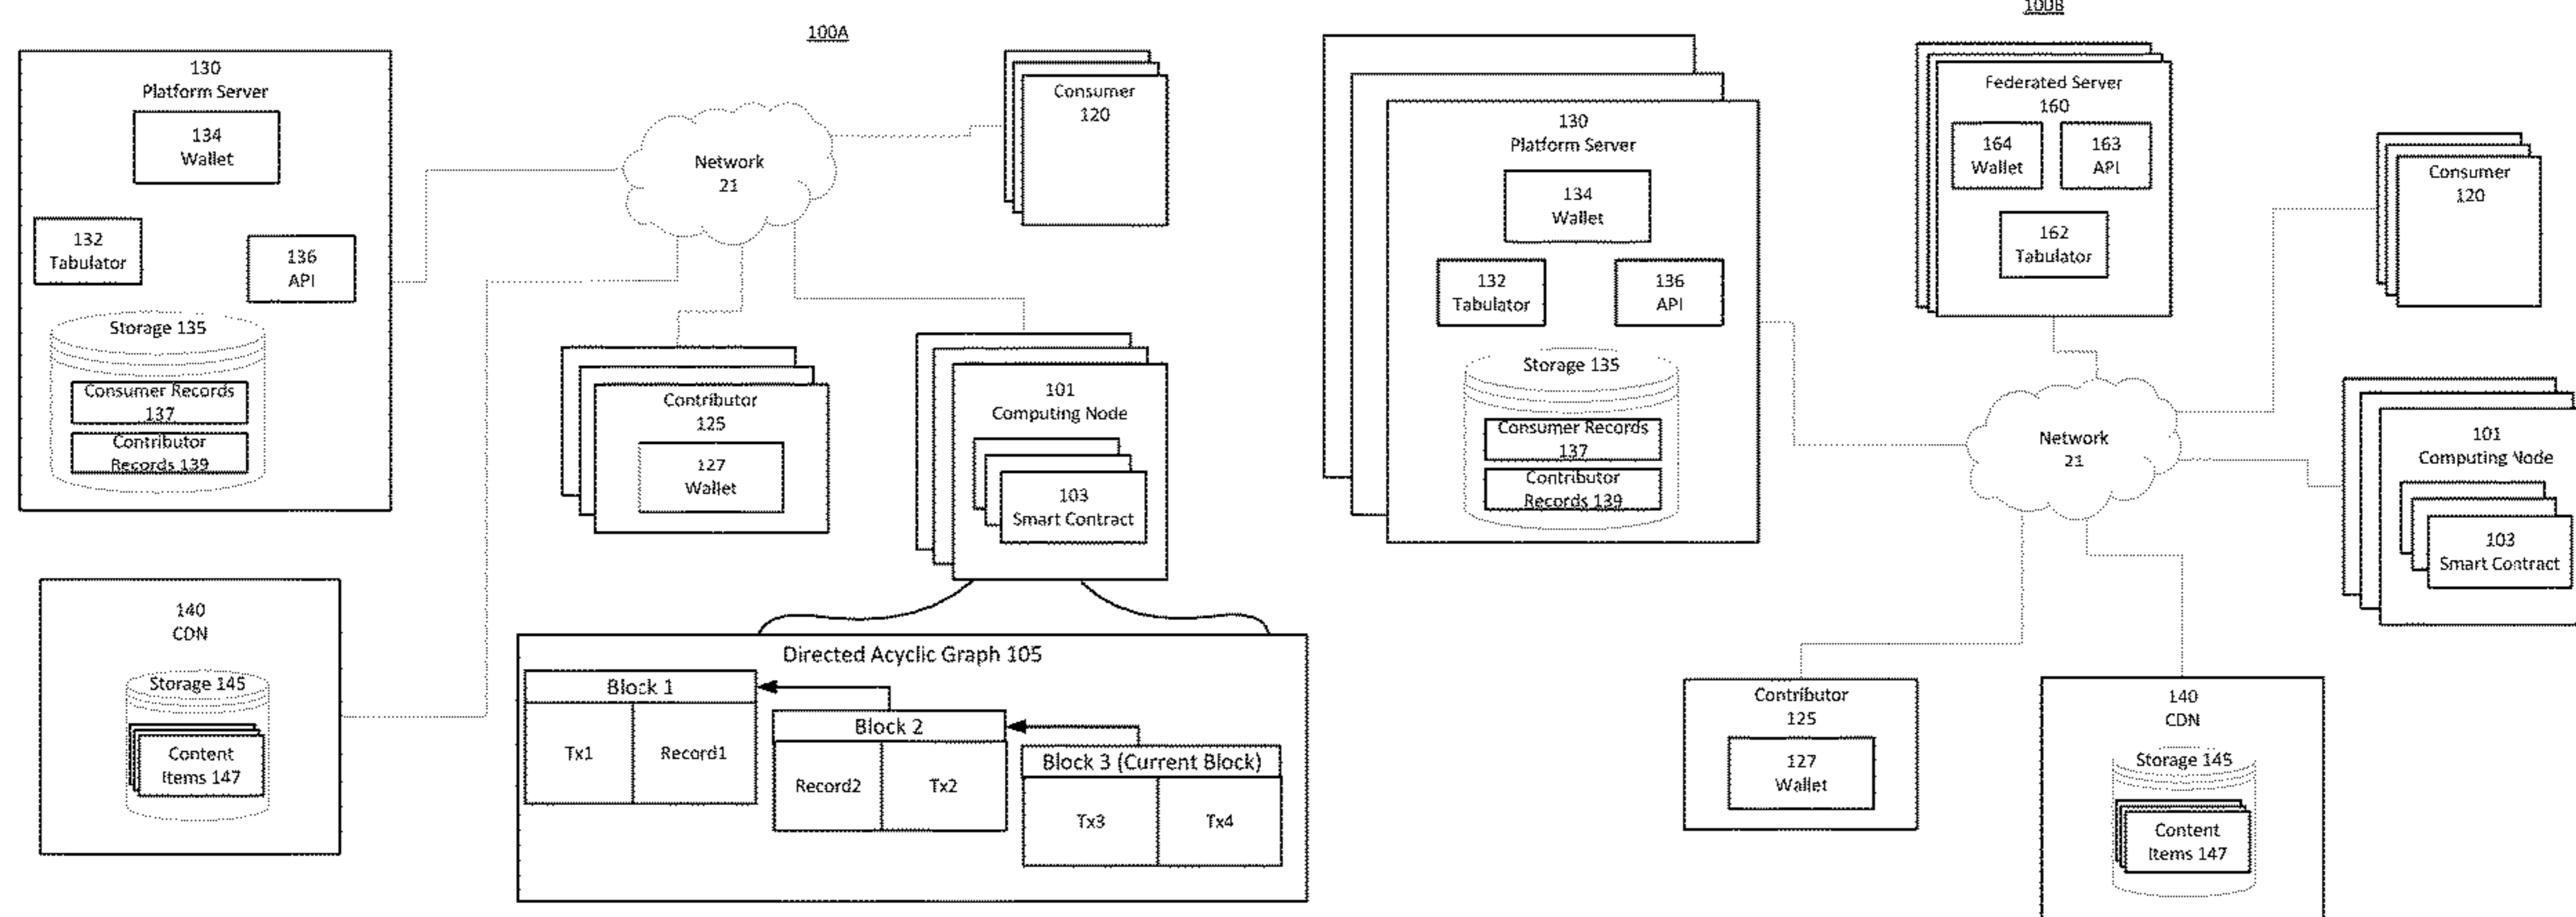 100A
130
Platform Server
134
Wallet
132
Tabulator
136
API
Storage 135
Consumer Records
137
Contributor
Records 139
140
CDN
Storage 145
Content
Items 147
Network
21
Consumer
120
Contributor
125
127
Wallet
101
Computing Node
103
Smart Contract
Directed Acyclic Graph 105
Block 1
Tx1
Record1
Block 2
Record2
Tx2
Block 3 (Current Block)
Tx3
Tx4
100B
130
Platform Server
134
Wallet
132
Tabulator
136
API
Storage 135
Consumer Records
137
Contributor
Records 139
Federated Server
160
164
Wallet
163
API
162
Tabulator
Consumer
120
Network
21
101
Computing Node
103
Smart Contract
Contributor
125
127
Wallet
140
CDN
Storage 145
Content
Items 147